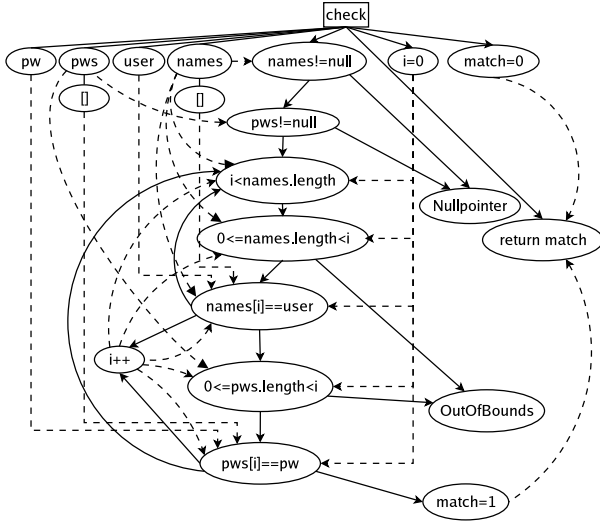 check
pw
pws
user
names
names!=null
i=0
match=0
[]
[]
pws!=null
i<names.length
Nullpointer
0<=names.length<i
return match
names[i]==user
i++
0<=pws.length<i
OutOfBounds
pws[i]==pw
match=1